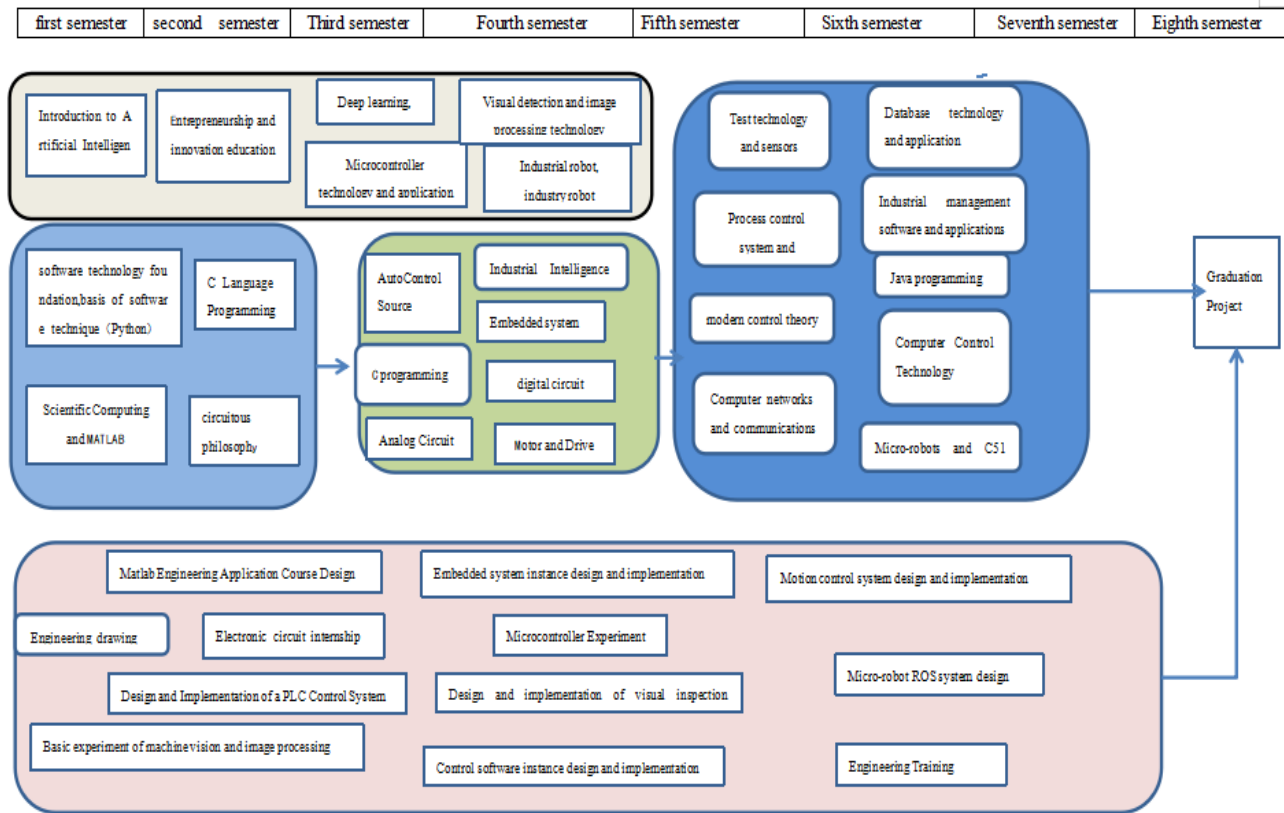 first semester
second semester
Third semester
Fourth semester
Fifth semester
Sixth semester
Seventh semester
Eighth semester
Introduction to A
rtificial Intelligen
Entrepreneurship and
innovation education
Deep learning,
Microcontroller
technology and application
Visual detection and image
processing technology
Industrial robot,
industry robot
software technology fou
ndation,basis of softwar
e technique (Python)
C Language
Programming
Scientific Computing
and MATLAB
circuitous
philosophy
AutoControl
Source
Industrial Intelligence
Embedded system
C programming
digital circuit
Analog Circuit
Motor and Drive
Test technology
and sensors
Database technology
and application
Process control
system and
Industrial management
software and applications
Java programming
modern control theory
Computer Control
Technology
Computer networks
and communications
Micro-robots and C51
Graduation
Project
Matlab Engineering Application Course Design
Embedded system instance design and implementation
Motion control system design and implementation
Engineering drawing
Electronic circuit internship
Microcontroller Experiment
Micro-robot ROS system design
Design and Implementation of a PLC Control System
Design and implementation of visual inspection
Basic experiment of machine vision and image processing
Control software instance design and implementation
Engineering Training